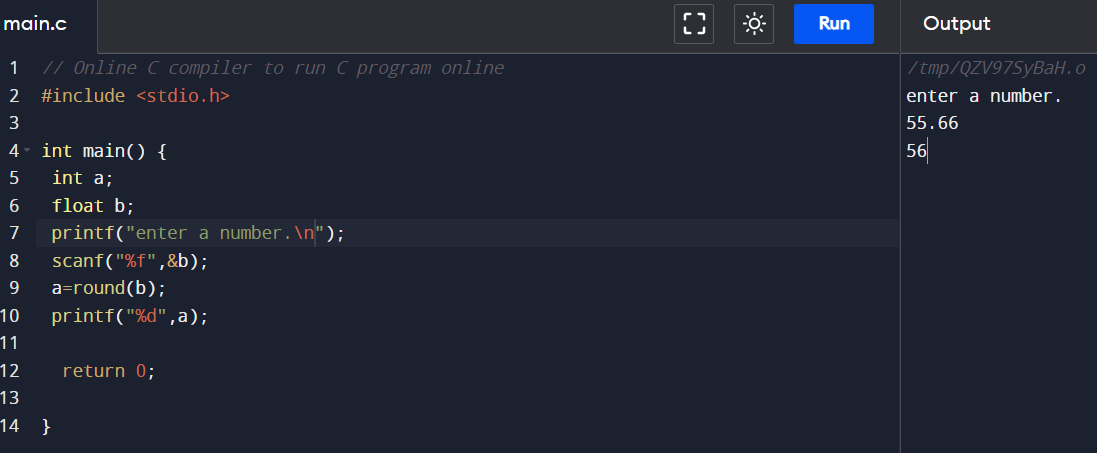 main.c Run Output
1 // Online C compiler to run C program online
2 #include <stdio.h>
3
4 int main() {
5 int a;
6 float b;
7 printf("enter a number.\n");
8 scanf("%f",&b);
9 a=round(b);
10 printf("%d",a);
11
12 return 0;
13
14 }
/tmp/QZV97SyBaH.o
enter a number.
55.66
56